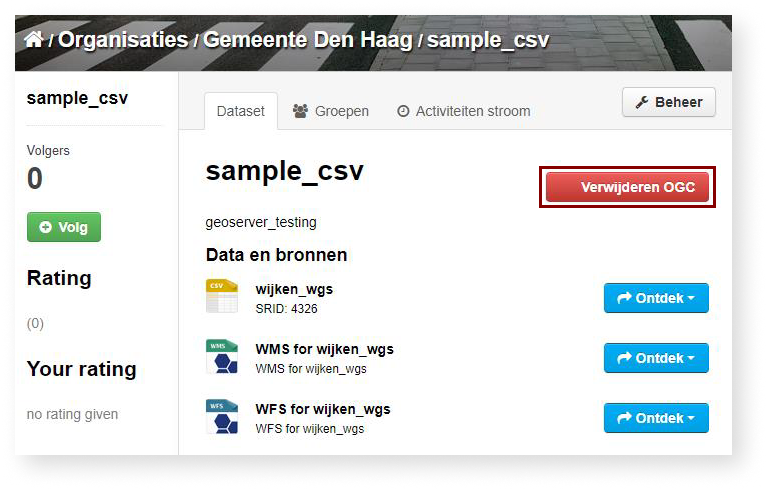 / Organisaties / Gemeente Den Haag / sample_csv
sample_csv
Volgers
0
Volg
Rating
(0)
Your rating
no rating given
Dataset
Groepen
Activiteiten stroom
Beheer
sample_csv
Verwijderen OGC
geoserver_testing
Data en bronnen
CSV
wijken_wgs
SRID: 4326
Ontdek
WMS
WMS for wijken_wgs
WMS for wijken_wgs
Ontdek
WFS
WFS for wijken_wgs
WFS for wijken_wgs
Ontdek